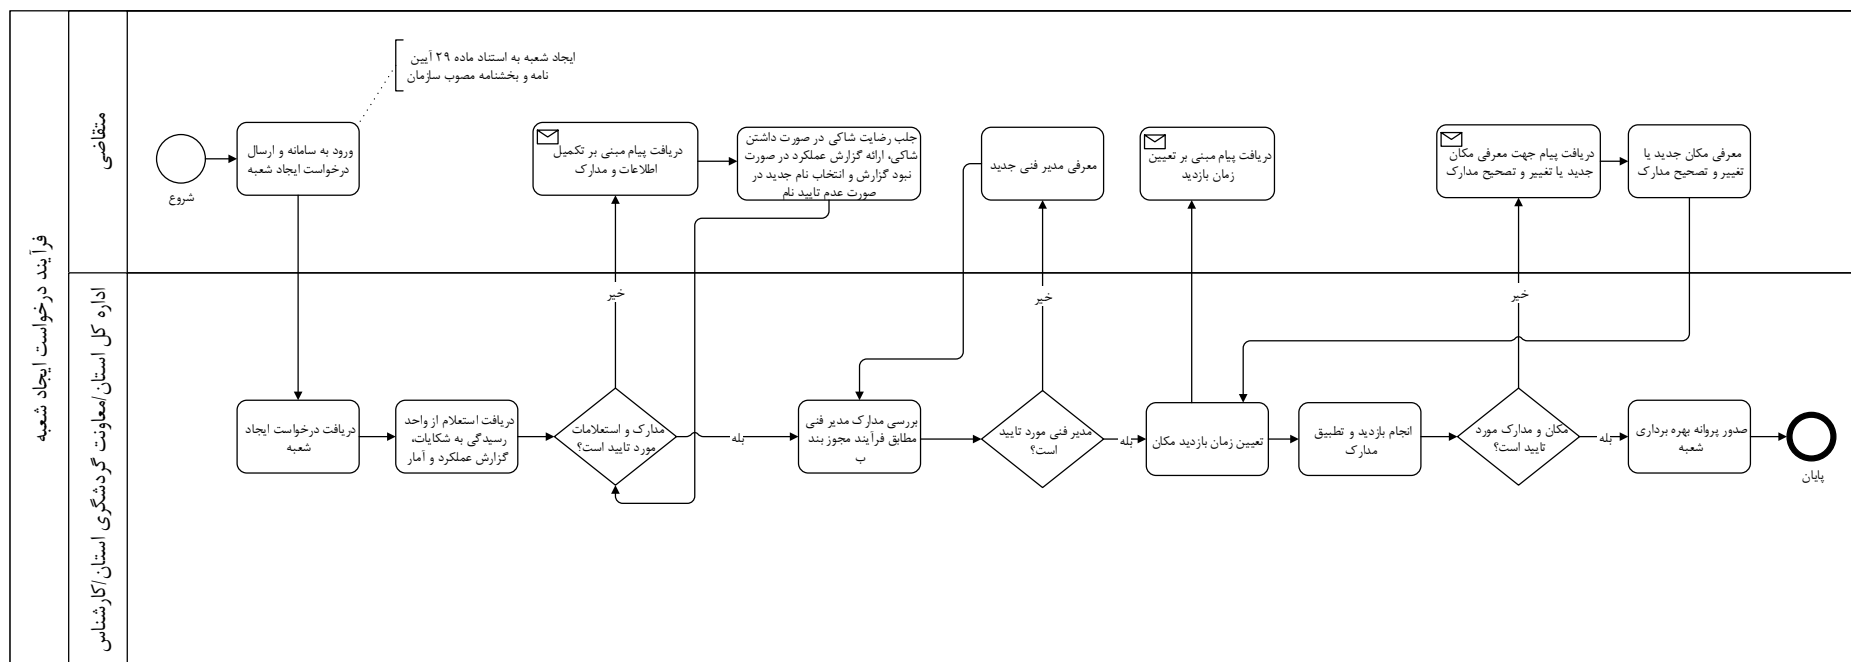 فرآیند درخواست ایجاد شعبه
متقاضی
ایجاد شعبه به استناد ماده ۲۹ آیین
نامه و بخشنامه مصوب سازمان
شروع
ورود به سامانه و ارسال
درخواست ایجاد شعبه
دریافت پیام مبنی بر تکمیل
اطلاعات و مدارک
جلب رضایت شاکی در صورت داشتن
شاکی، ارائه گزارش عملکرد در صورت
نبود گزارش و انتخاب نام جدید در
صورت عدم تایید نام
معرفی مدیر فنی جدید
دریافت پیام مبنی بر تعیین
زمان بازدید
دریافت پیام جهت معرفی مکان
جدید یا تغییر و تصحیح مدارک
معرفی مکان جدید یا
تغییر و تصحیح مدارک
اداره کل استان/معاونت گردشگری استان/کارشناس
دریافت درخواست ایجاد
شعبه
دریافت استعلام از واحد
رسیدگی به شکایات،
گزارش عملکرد و آمار
مدارک و استعلامات
مورد تایید است؟
خیر
بله
بررسی مدارک مدیر فنی
مطابق فرآیند مجوز بند
ب
مدیر فنی مورد تایید
است؟
خیر
بله
تعیین زمان بازدید مکان
انجام بازدید و تطبیق
مدارک
مکان و مدارک مورد
تایید است؟
خیر
بله
صدور پروانه بهره برداری
شعبه
پایان